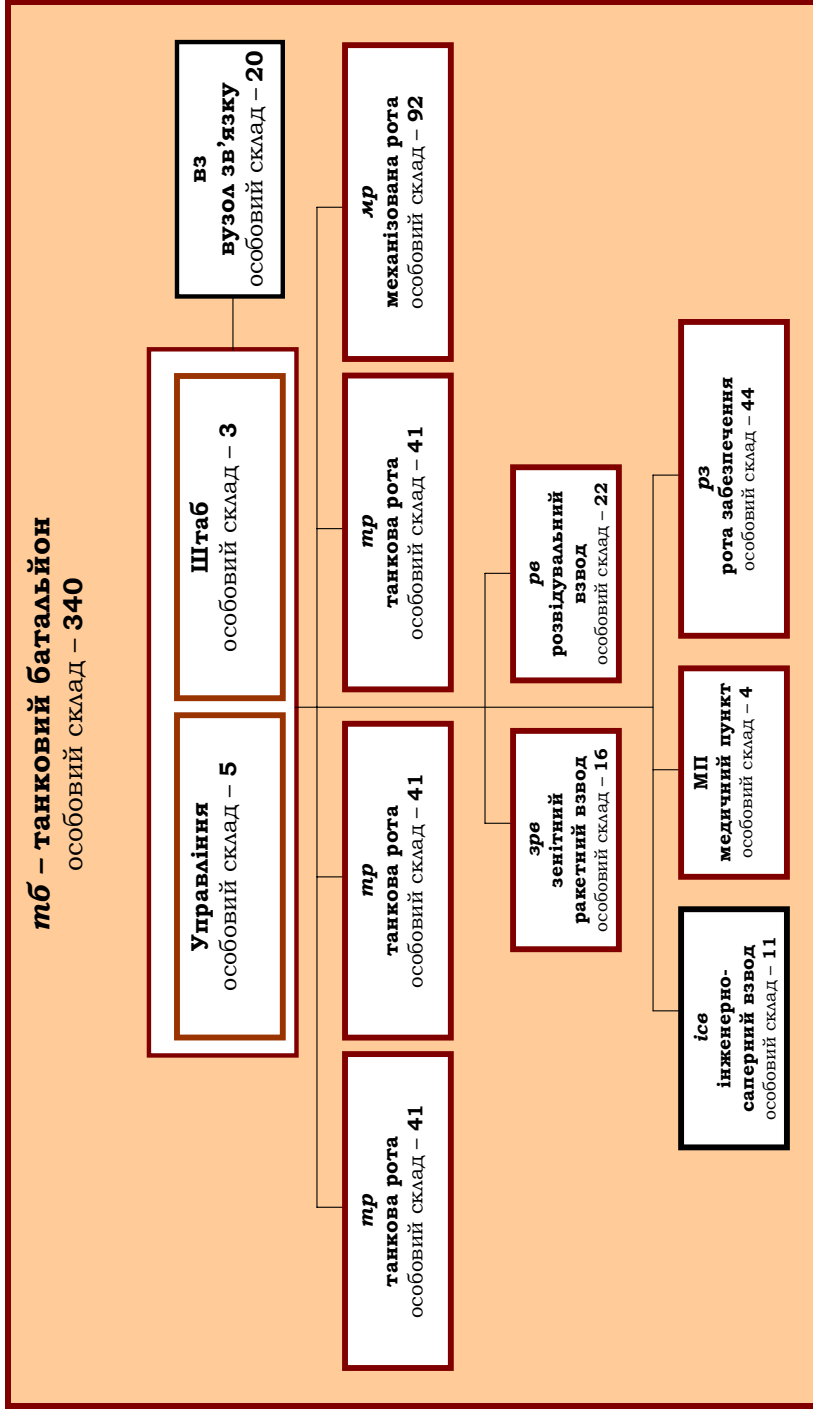 тб – танковий батальйон
особовий склад – 340
Управління
особовий склад – 5
Штаб
особовий склад – 3
вз
вузол зв’язку
особовий склад – 20
тр
танкова рота
особовий склад – 41
тр
танкова рота
особовий склад – 41
тр
танкова рота
особовий склад – 41
мр
механізована рота
особовий склад – 92
зрв
зенітний
ракетний взвод
особовий склад – 16
рв
розвідувальний
взвод
особовий склад – 22
ісв
інженерно-
саперний взвод
особовий склад – 11
МП
медичний пункт
особовий склад – 4
рз
рота забезпечення
особовий склад – 44